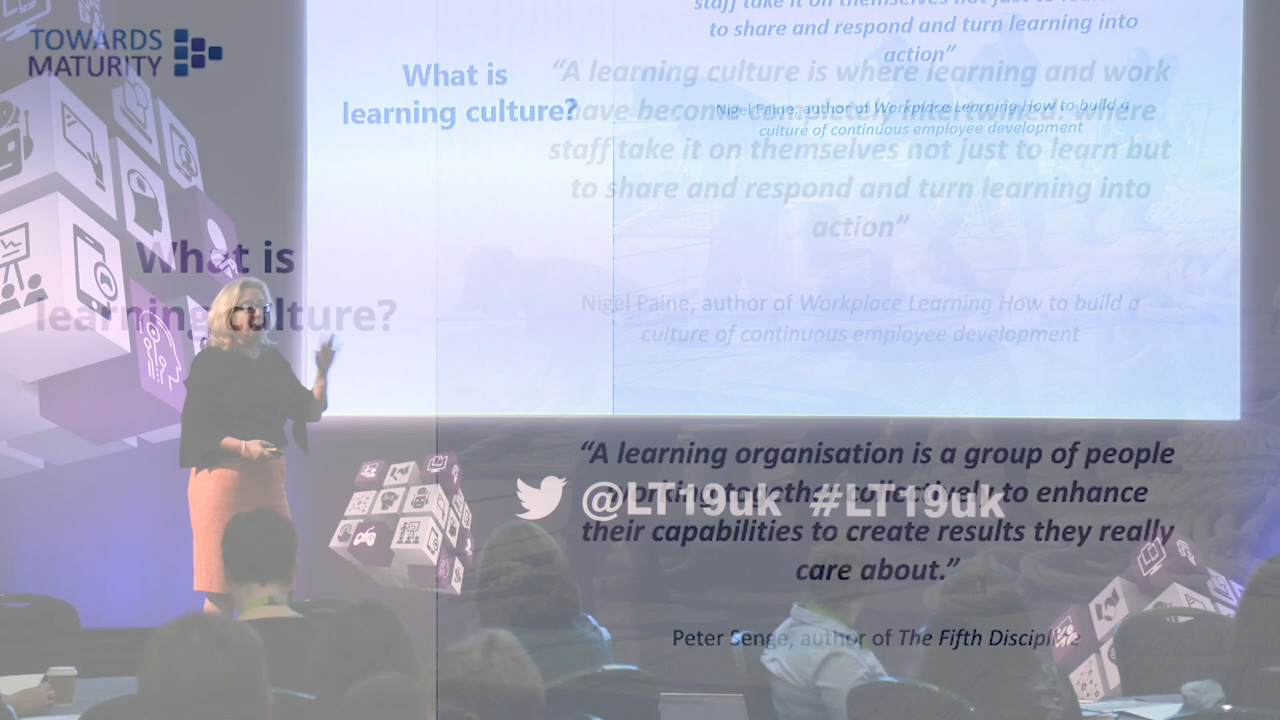 TOWARDS
MATURITY
staff take it on themselves not just to learn
to share and respond and turn learning into
action”
What is
learning culture?
Nigel Paine, author of Workplace Learning How to build a
culture of continuous employee development
“A learning culture is where learning and work
have become completely intertwined. where
staff take it on themselves not just to learn but
to share and respond and turn learning into
action”
What is
learning culture?
Nigel Paine, author of Workplace Learning How to build a
culture of continuous employee development
“A learning organisation is a group of people
working together collectively to enhance
their capabilities to create results they really
care about.”
@LT19uk #LT19uk
Peter Senge, author of The Fifth Discipline